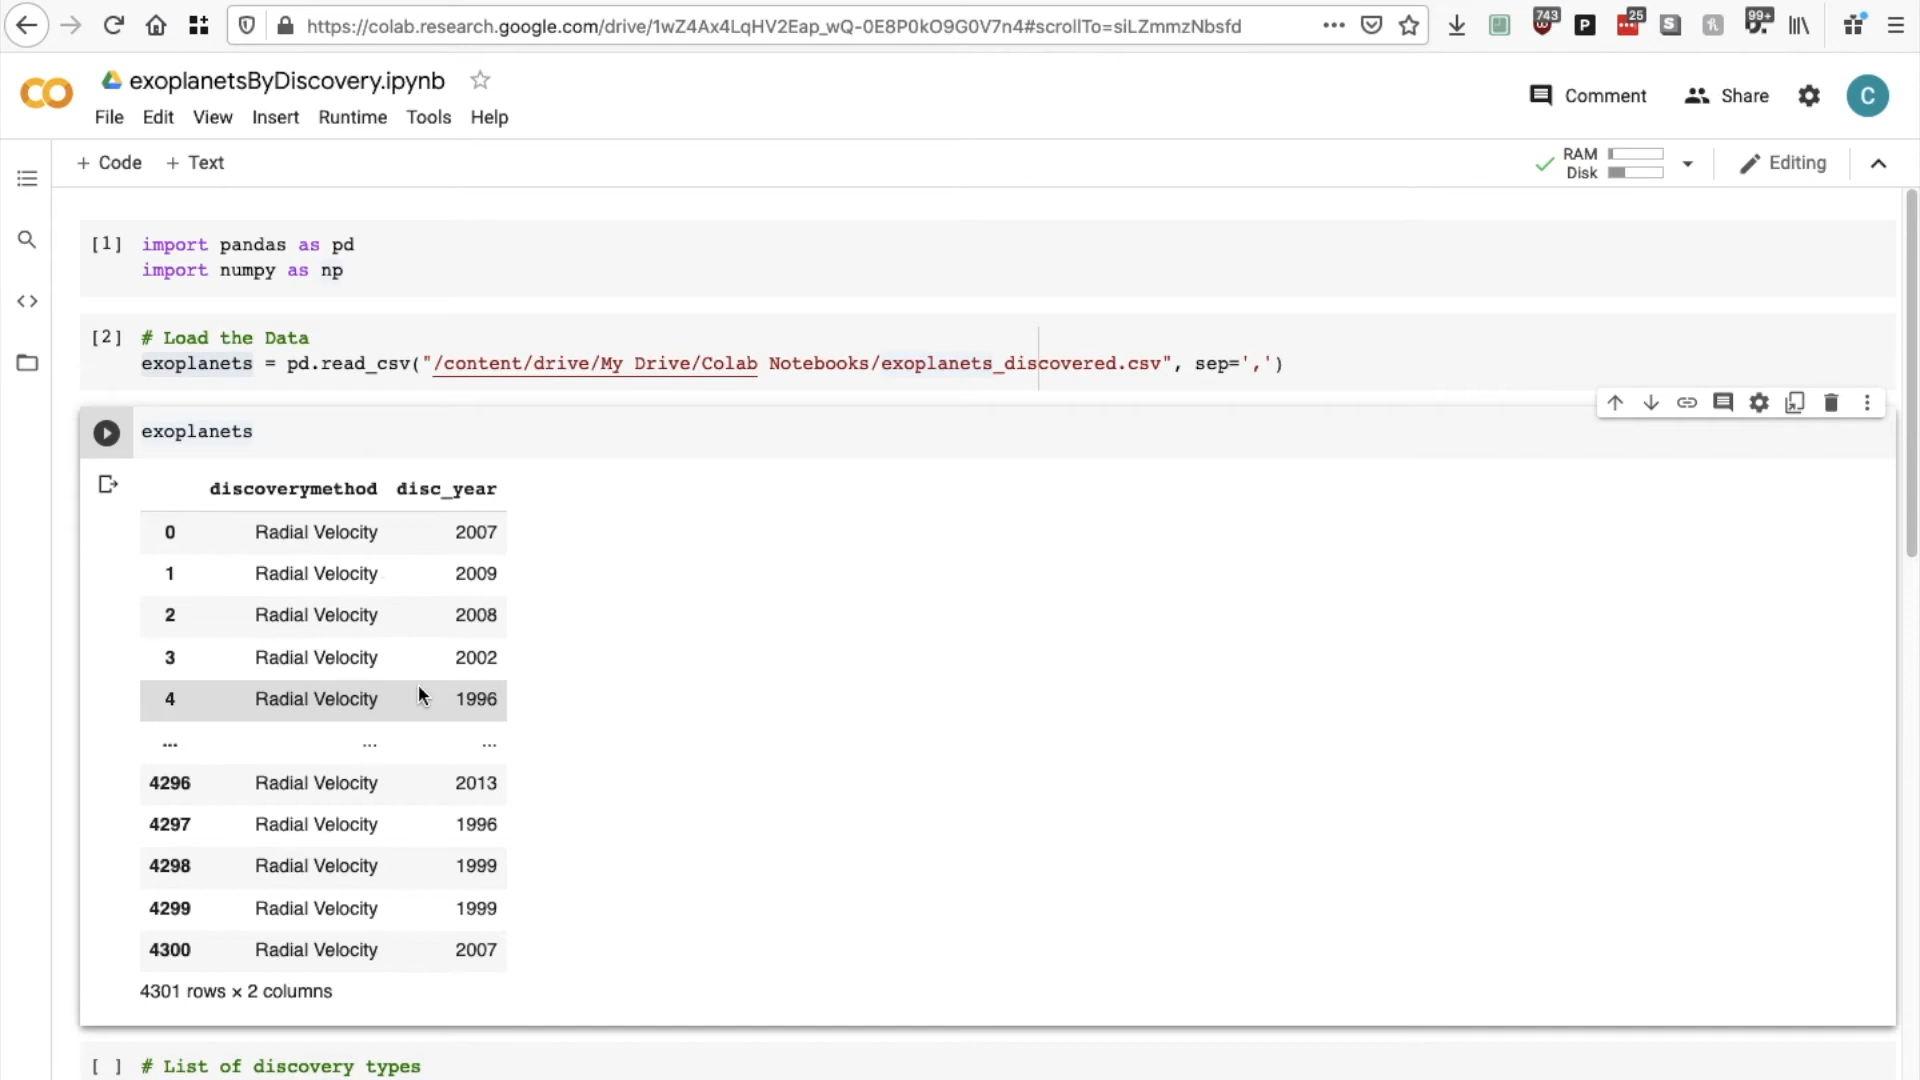 https://colab.research.google.com/drive/1wZ4Ax4LqHV2Eap_wQ-0E8P0kO9G0V7n4#scrollTo=siLZmmzNbsfd
743
P
25
S
h
99+
exoplanetsByDiscovery.ipynb
Comment
Share
C
File Edit View Insert Runtime Tools Help
+ Code + Text
RAM
Disk
Editing
[1] import pandas as pd
import numpy as np
[2] # Load the Data
exoplanets = pd.read_csv("/content/drive/My Drive/Colab Notebooks/exoplanets_discovered.csv", sep=',')
exoplanets
discoverymethod disc_year
0 Radial Velocity 2007
1 Radial Velocity 2009
2 Radial Velocity 2008
3 Radial Velocity 2002
4 Radial Velocity 1996
... ... ...
4296 Radial Velocity 2013
4297 Radial Velocity 1996
4298 Radial Velocity 1999
4299 Radial Velocity 1999
4300 Radial Velocity 2007
4301 rows × 2 columns
[ ] # List of discovery types